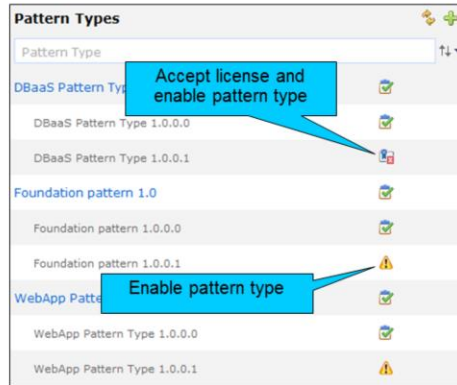 Pattern Types
Pattern Type
Accept license and
enable pattern type
DBaaS Pattern Typ
DBaaS Pattern Type 1.0.0.0
DBaaS Pattern Type 1.0.0.1
Foundation pattern 1.0
Foundation pattern 1.0.0.0
Foundation pattern 1.0.0.1
Enable pattern type
WebApp Patte
WebApp Pattern Type 1.0.0.0
WebApp Pattern Type 1.0.0.1